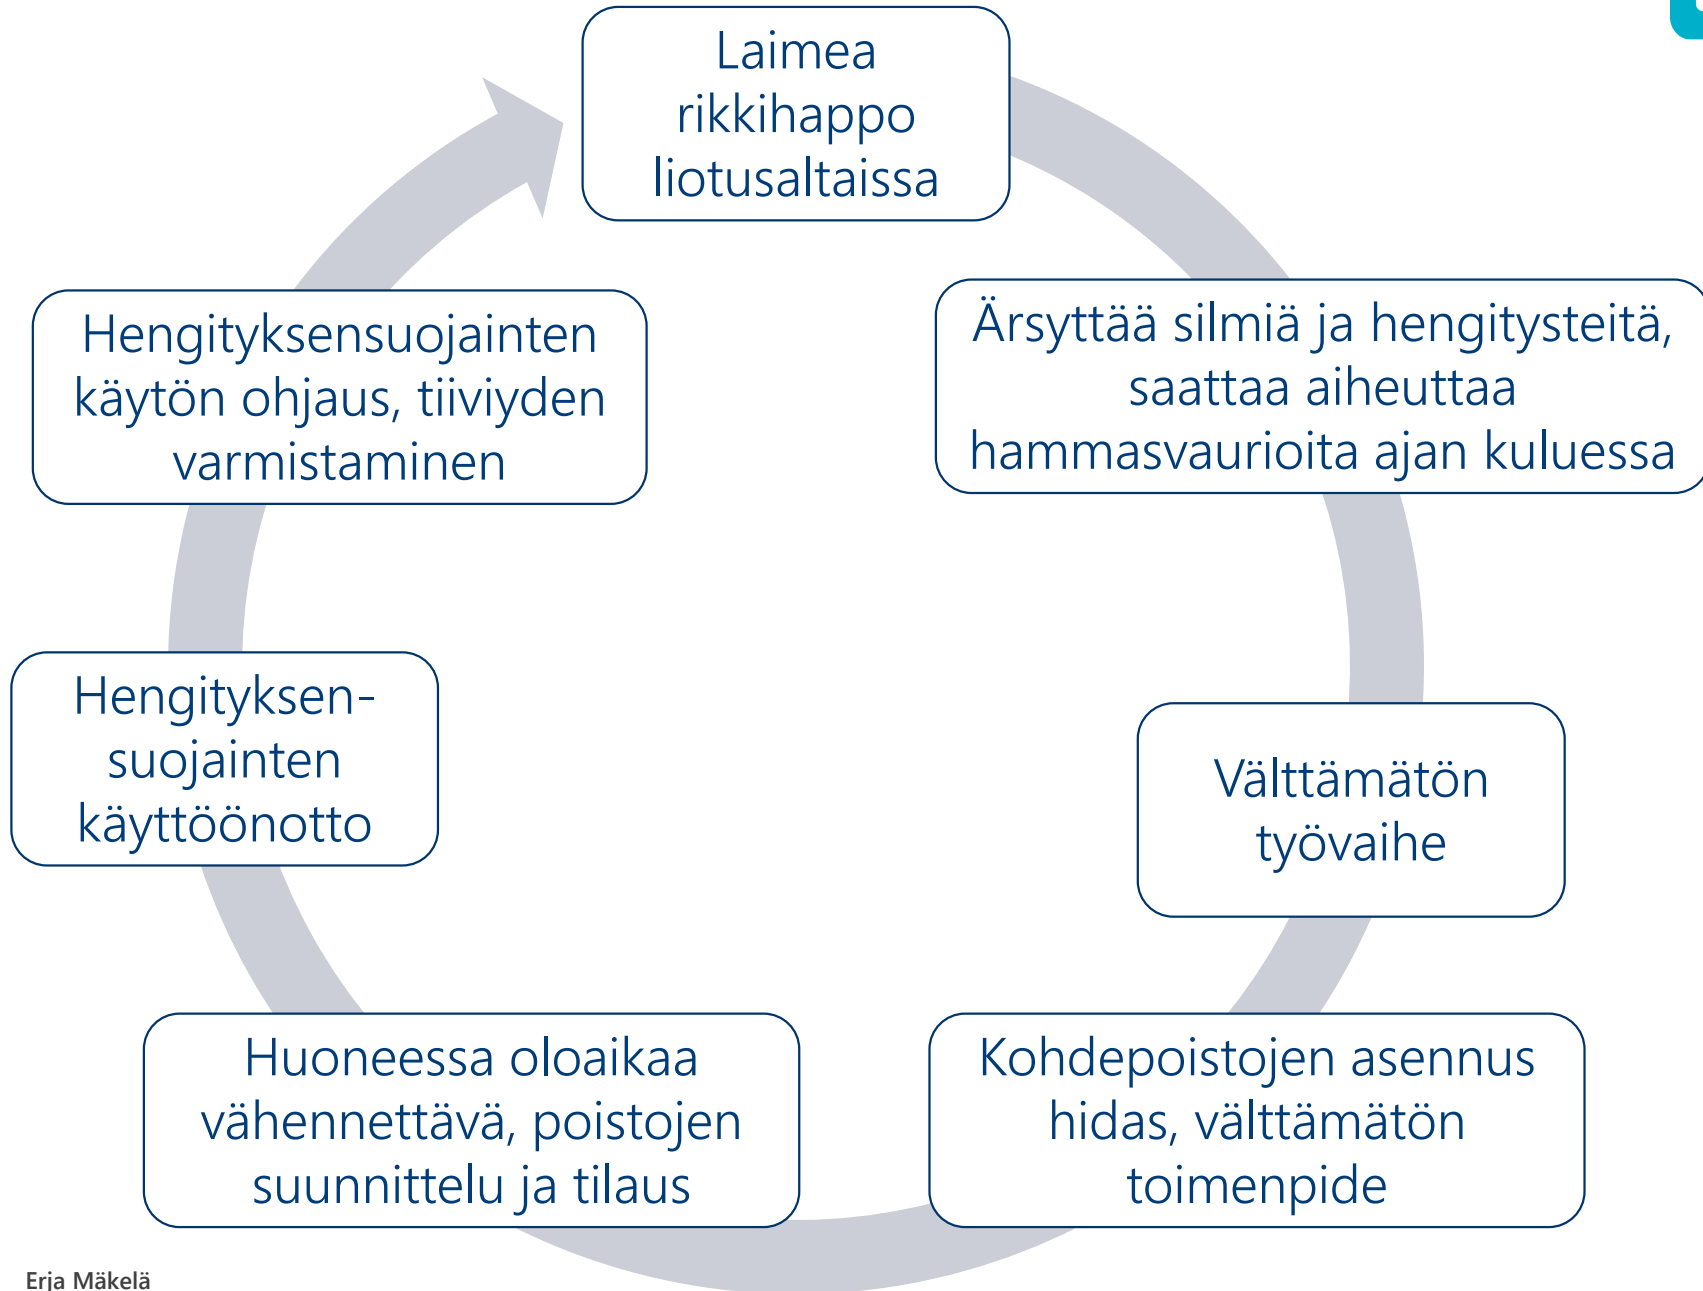 Laimea
rikkihappo
liotusaltaissa
Ärsyttää silmiä ja hengitysteitä,
saattaa aiheuttaa
hammasvaurioita ajan kuluessa
Välttämätön
työvaihe
Kohdepoistojen asennus
hidas, välttämätön
toimenpide
Huoneessa oloaikaa
vähennettävä, poistojen
suunnittelu ja tilaus
Hengityksen-
suojainten
käyttöönotto
Hengityksensuojainten
käytön ohjaus, tiiviyden
varmistaminen
Erja Mäkelä